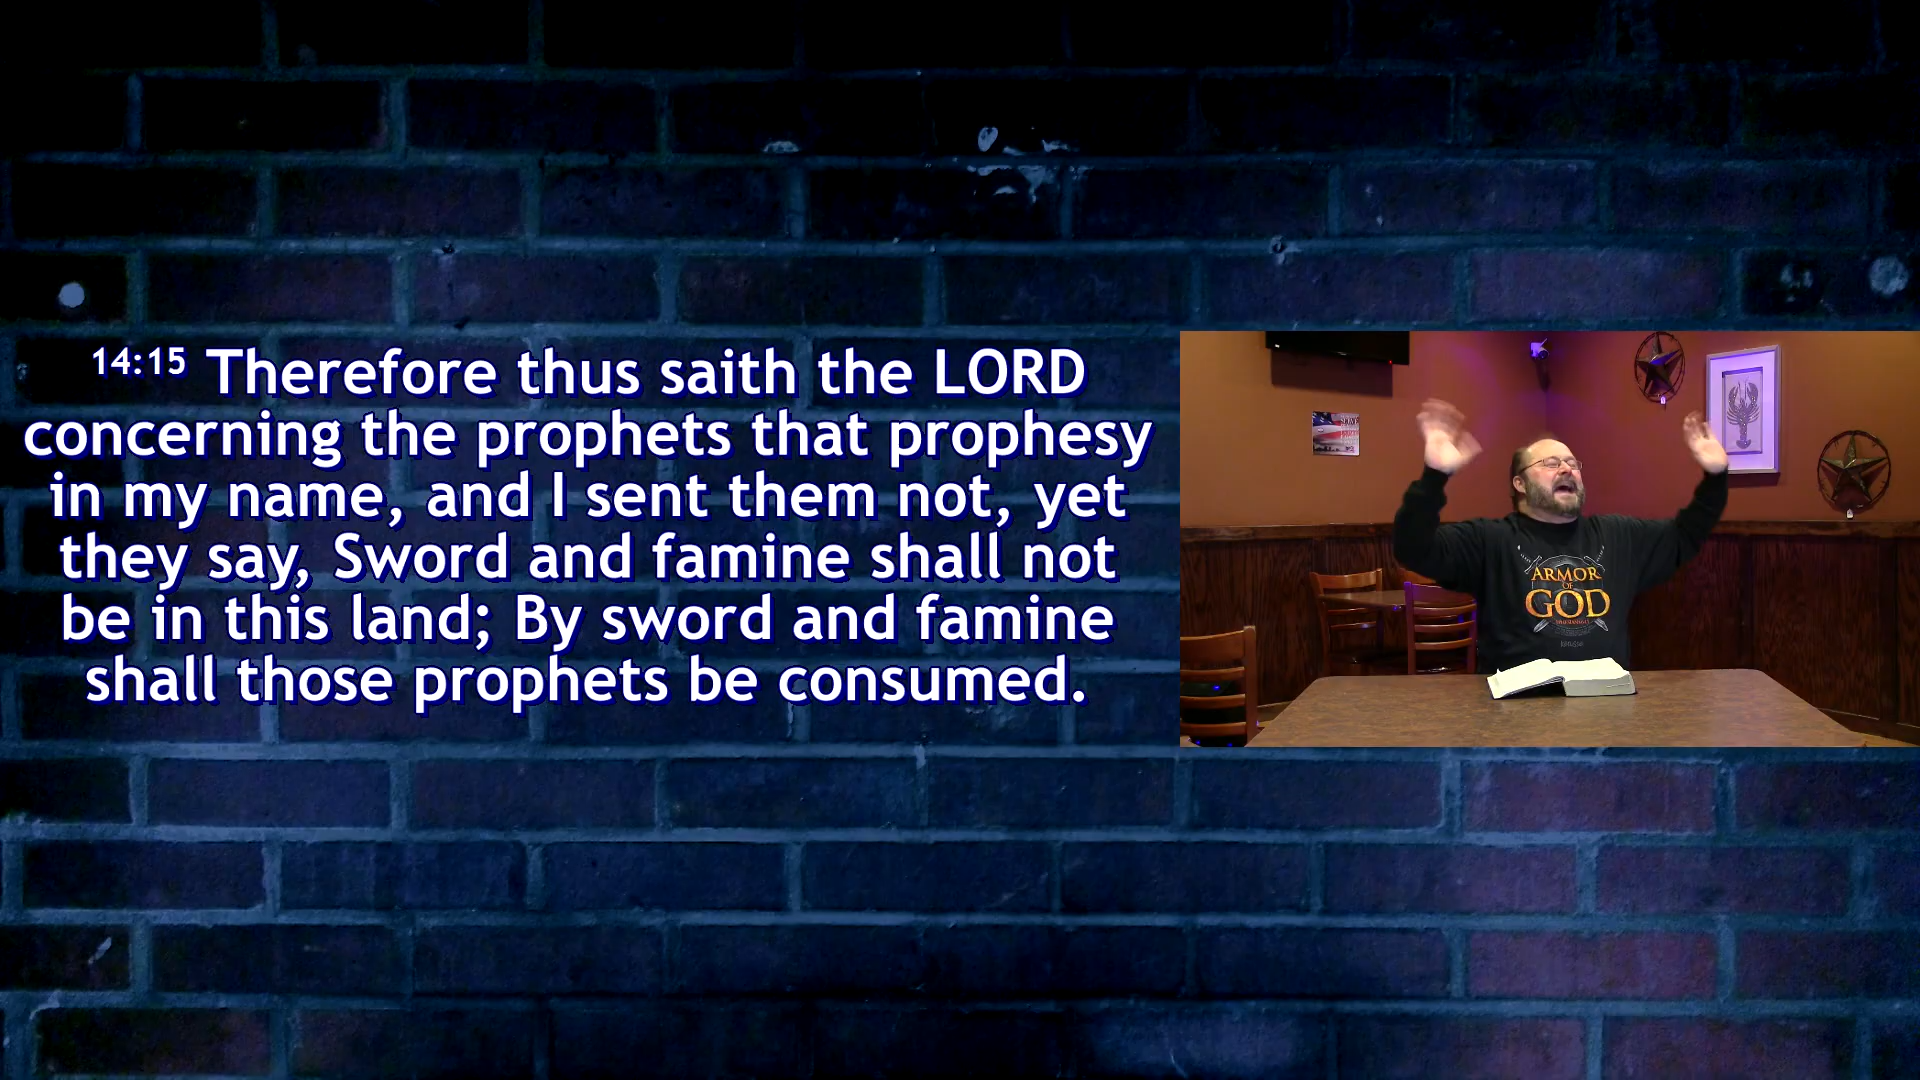 14:15 Therefore thus saith the LORD
concerning the prophets that prophesy
in my name, and I sent them not, yet
they say, Sword and famine shall not
be in this land; By sword and famine
shall those prophets be consumed.
ARMOR
OF
GOD